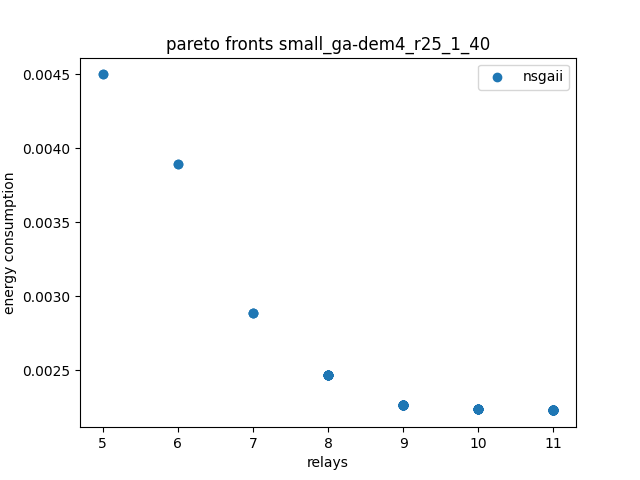 pareto fronts small_ga-dem4_r25_1_40
nsgaii
0.0045
0.0040
0.0035
0.0030
0.0025
energy consumption
5 6 7 8 9 10 11
relays